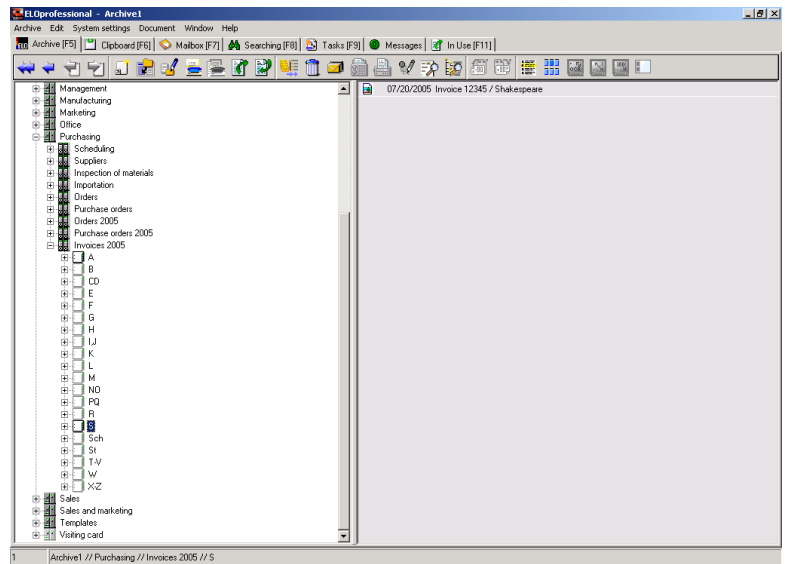 ELOprofessional - Archive1
Archive Edit System settings Document Window Help
Archive [F5] Clipboard [F6] Mailbox [F7] Searching [F8] Tasks [F9] Messages In Use [F11]
Management
Manufacturing
Marketing
Office
Purchasing
Scheduling
Suppliers
Inspection of materials
Importation
Orders
Purchase orders
Orders 2005
Purchase orders 2005
Invoices 2005
A
B
CD
E
F
G
H
I,J
K
L
M
NO
PQ
R
S
Sch
St
T-V
W
X-Z
Sales
Sales and marketing
Templates
Visiting card
07/20/2005 Invoice 12345 / Shakespeare
1 Archive1 // Purchasing // Invoices 2005 // S